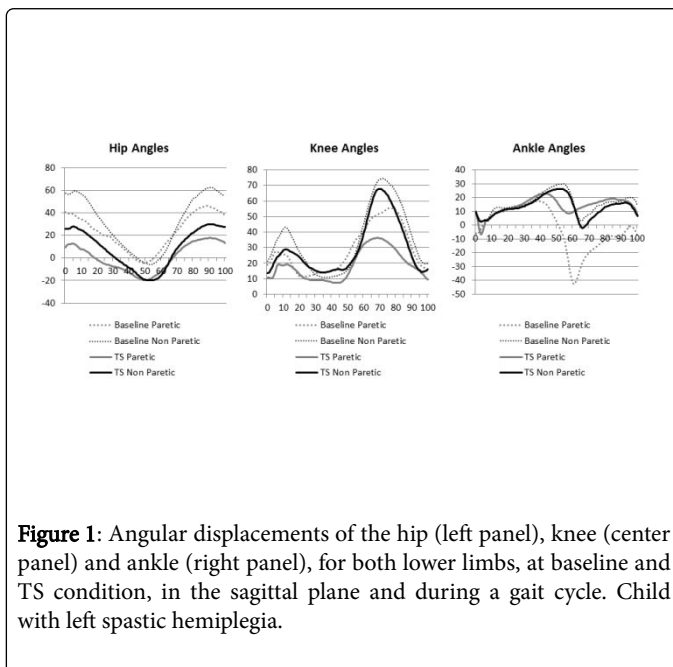 Hip Angles
80
60
40
20
0
-20
-40
0 10 20 30 40 50 60 70 80 90 100
Baseline Paretic
Baseline Non Paretic
TS Paretic
TS Non Paretic
Knee Angles
80
70
60
50
40
30
20
10
0
0 10 20 30 40 50 60 70 80 90 100
Baseline Paretic
Baseline Non Paretic
TS Paretic
TS Non Paretic
Ankle Angles
40
30
20
10
0
-10
-20
-30
-40
-50
0 10 20 30 40 50 60 70 80 90 100
Baseline Paretic
Baseline Non Paretic
TS Paretic
TS Non Paretic
Figure 1: Angular displacements of the hip (left panel), knee (center
panel) and ankle (right panel), for both lower limbs, at baseline and
TS condition, in the sagittal plane and during a gait cycle. Child
with left spastic hemiplegia.